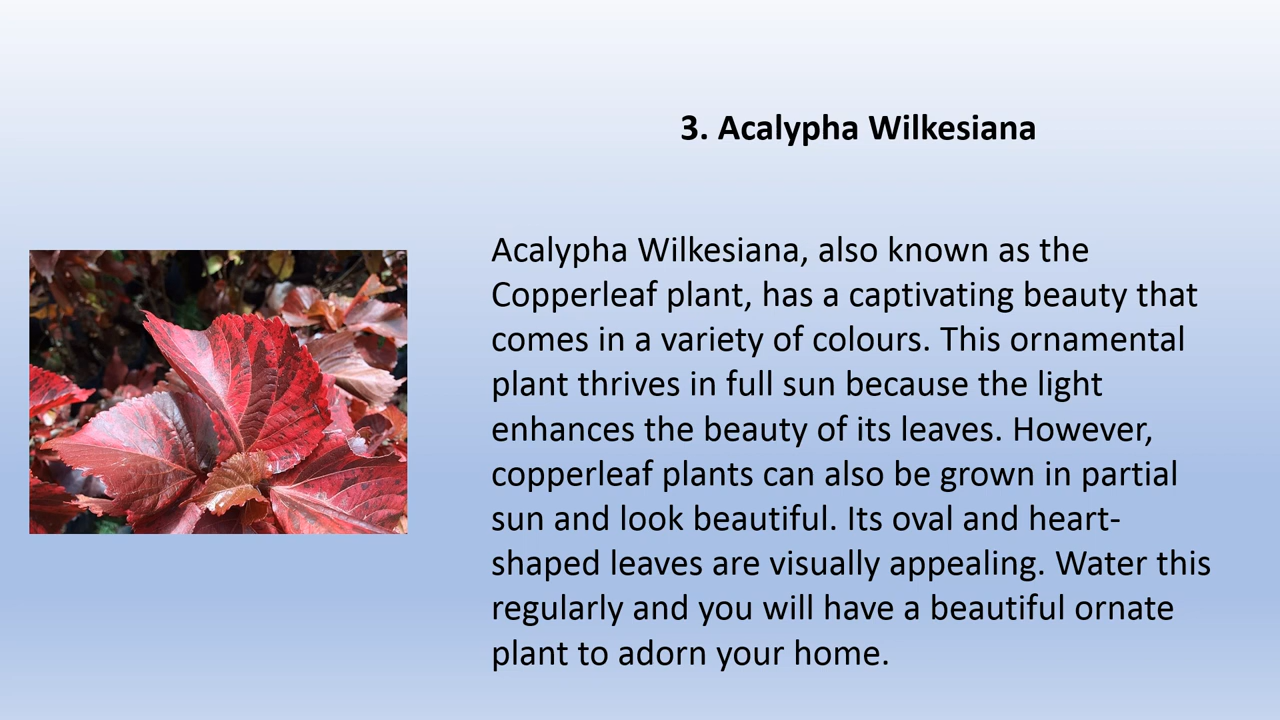 3. Acalypha Wilkesiana
Acalypha Wilkesiana, also known as the
Copperleaf plant, has a captivating beauty that
comes in a variety of colours. This ornamental
plant thrives in full sun because the light
enhances the beauty of its leaves. However,
copperleaf plants can also be grown in partial
sun and look beautiful. Its oval and heart-
shaped leaves are visually appealing. Water this
regularly and you will have a beautiful ornate
plant to adorn your home.